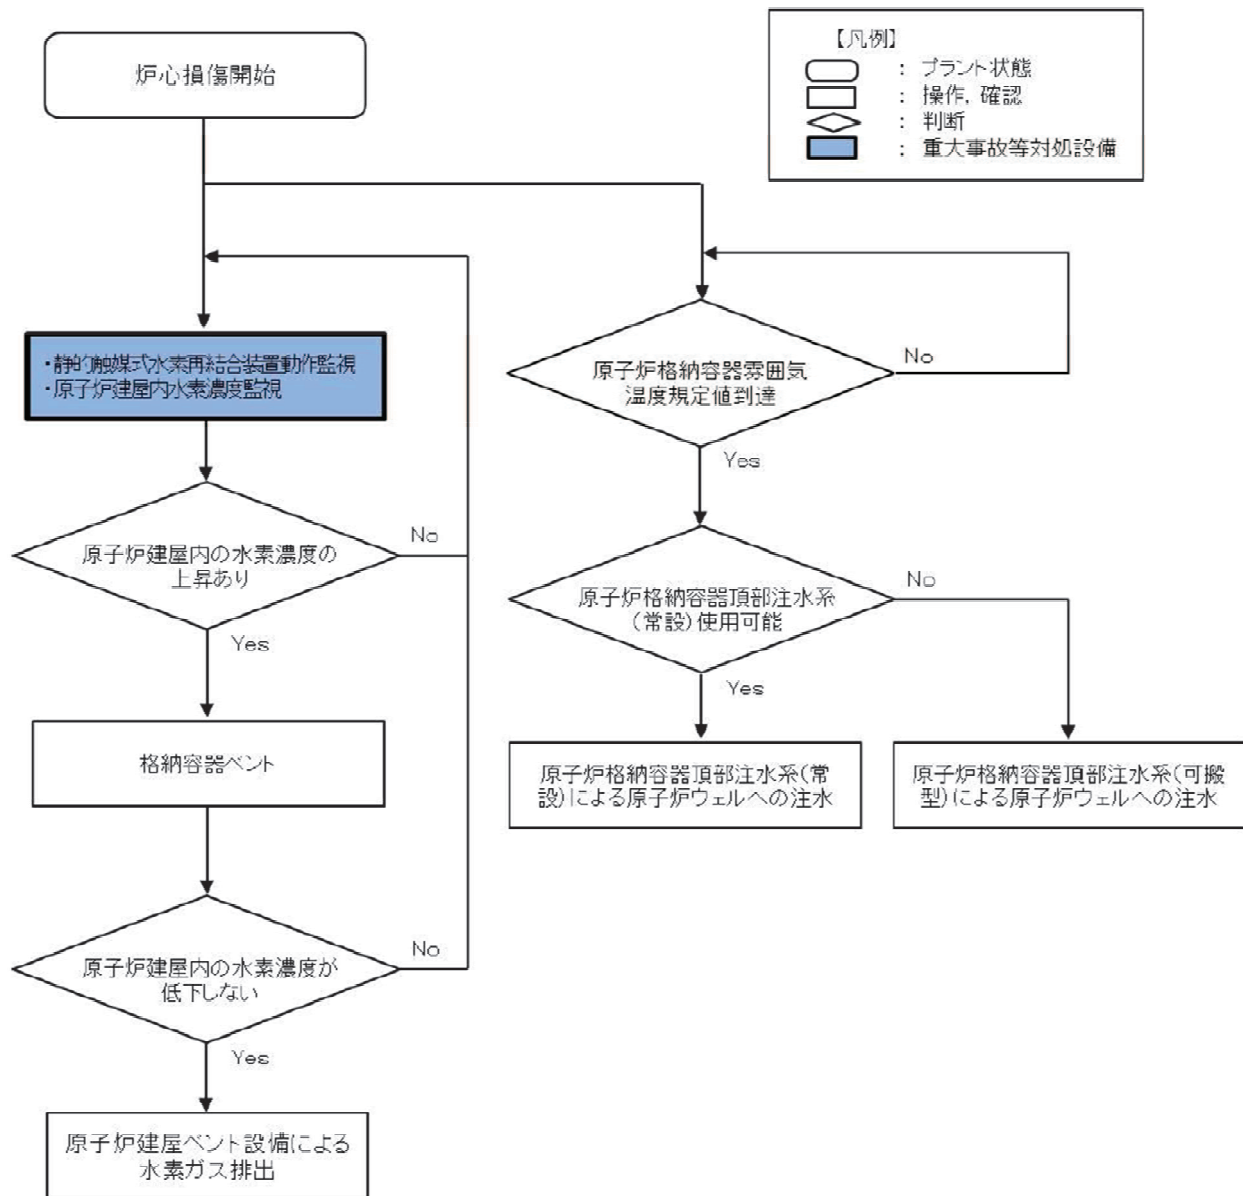 炉心損傷開始
【凡例】
： プラント状態
： 操作, 確認
： 判断
： 重大事故等対処設備
・静的触媒式水素再結合装置動作監視
・原子炉建屋内水素濃度監視
原子炉建屋内の水素濃度の
上昇あり
No
Yes
格納容器ベント
原子炉建屋内の水素濃度が
低下しない
No
Yes
原子炉建屋ベント設備による
水素ガス排出
原子炉格納容器雰囲気
温度規定値到達
No
Yes
原子炉格納容器頂部注水系
(常設)使用可能
No
Yes
原子炉格納容器頂部注水系(常
設)による原子炉ウェルへの注水
原子炉格納容器頂部注水系(可搬
型)による原子炉ウェルへの注水